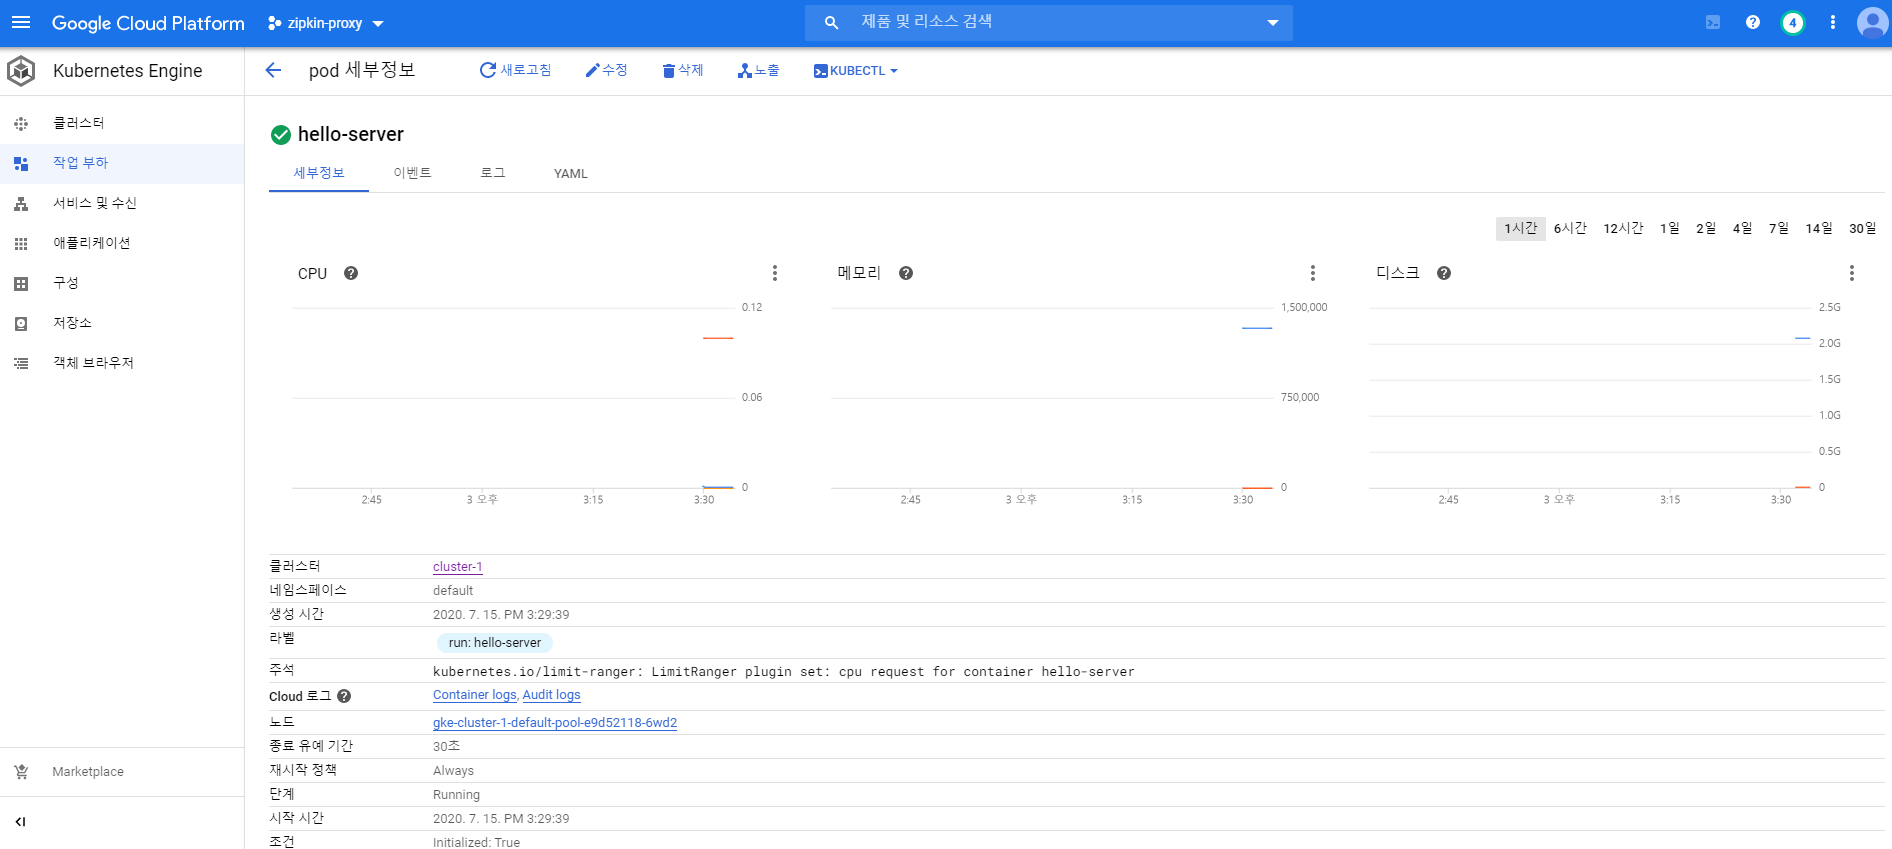 Google Cloud Platform zipkin-proxy 제품 및 리소스 검색 4
Kubernetes Engine
pod 세부정보 새로고침 수정 삭제 노출 KUBECTL
클러스터
작업 부하
서비스 및 수신
애플리케이션
구성
저장소
객체 브라우저
Marketplace
hello-server
세부정보 이벤트 로그 YAML
1시간 6시간 12시간 1일 2일 4일 7일 14일 30일
CPU
0.12
0.06
0
2:45 3 오후 3:15 3:30
메모리
1,500,000
750,000
0
2:45 3 오후 3:15 3:30
디스크
2.5G
2.0G
1.5G
1.0G
0.5G
0
2:45 3 오후 3:15 3:30
클러스터 cluster-1
네임스페이스 default
생성 시간 2020. 7. 15. PM 3:29:39
라벨 run: hello-server
주석 kubernetes.io/limit-ranger: LimitRanger plugin set: cpu request for container hello-server
Cloud 로그 Container logs, Audit logs
노드 gke-cluster-1-default-pool-e9d52118-6wd2
종료 유예 기간 30초
재시작 정책 Always
단계 Running
시작 시간 2020. 7. 15. PM 3:29:39
조건 Initialized: True